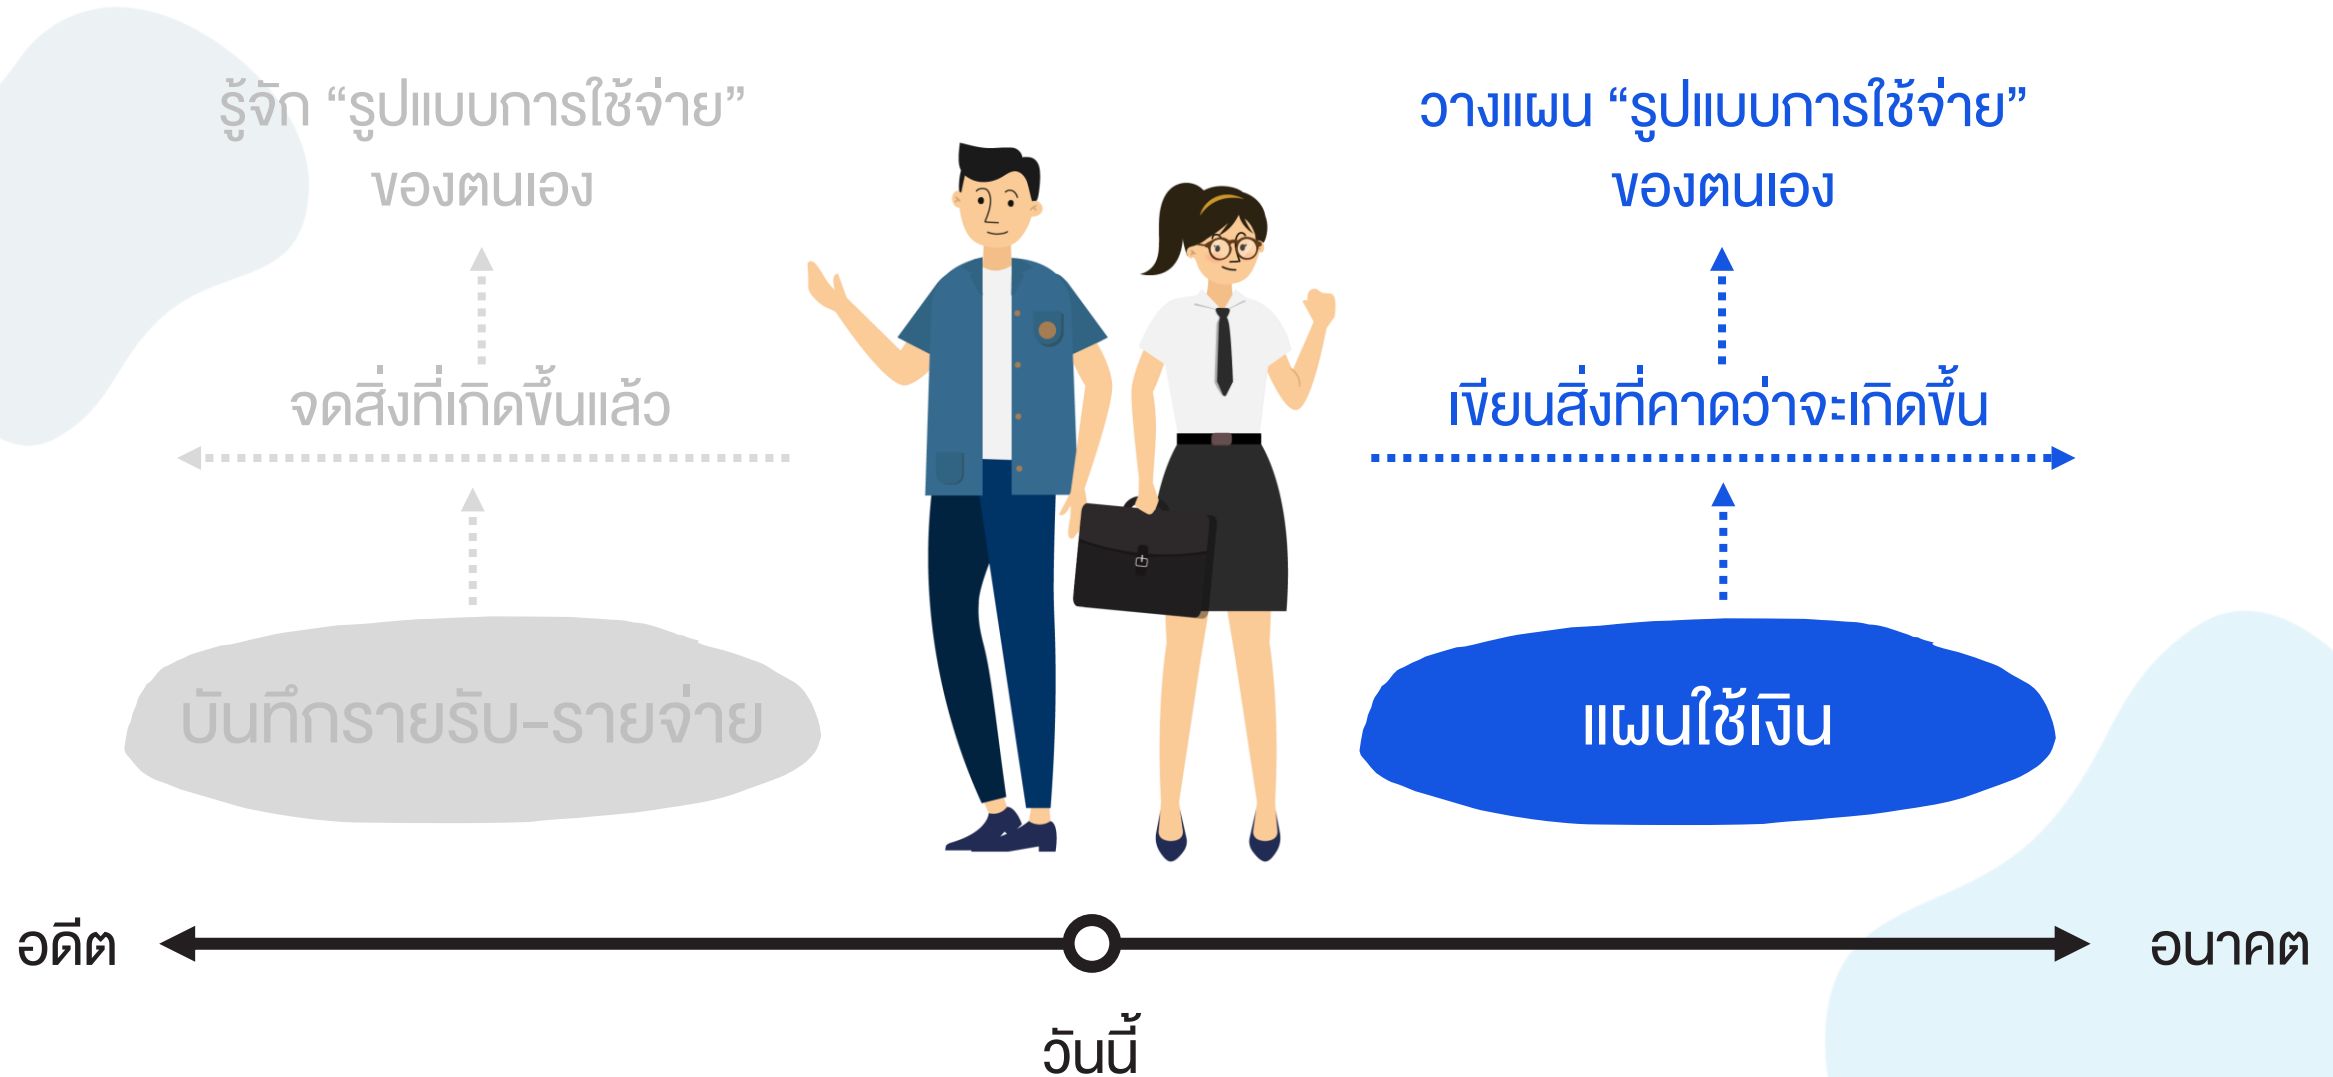 รู้จัก “รูปแบบการใช้จ่าย”
ของตนเอง
จดสิ่งที่เกิดขึ้นแล้ว
บันทึกรายรับ-รายจ่าย
วางแผน “รูปแบบการใช้จ่าย”
ของตนเอง
เขียนสิ่งที่คาดว่าจะเกิดขึ้น
แผนใช้เงิน
อดีต
วันนี้
อนาคต